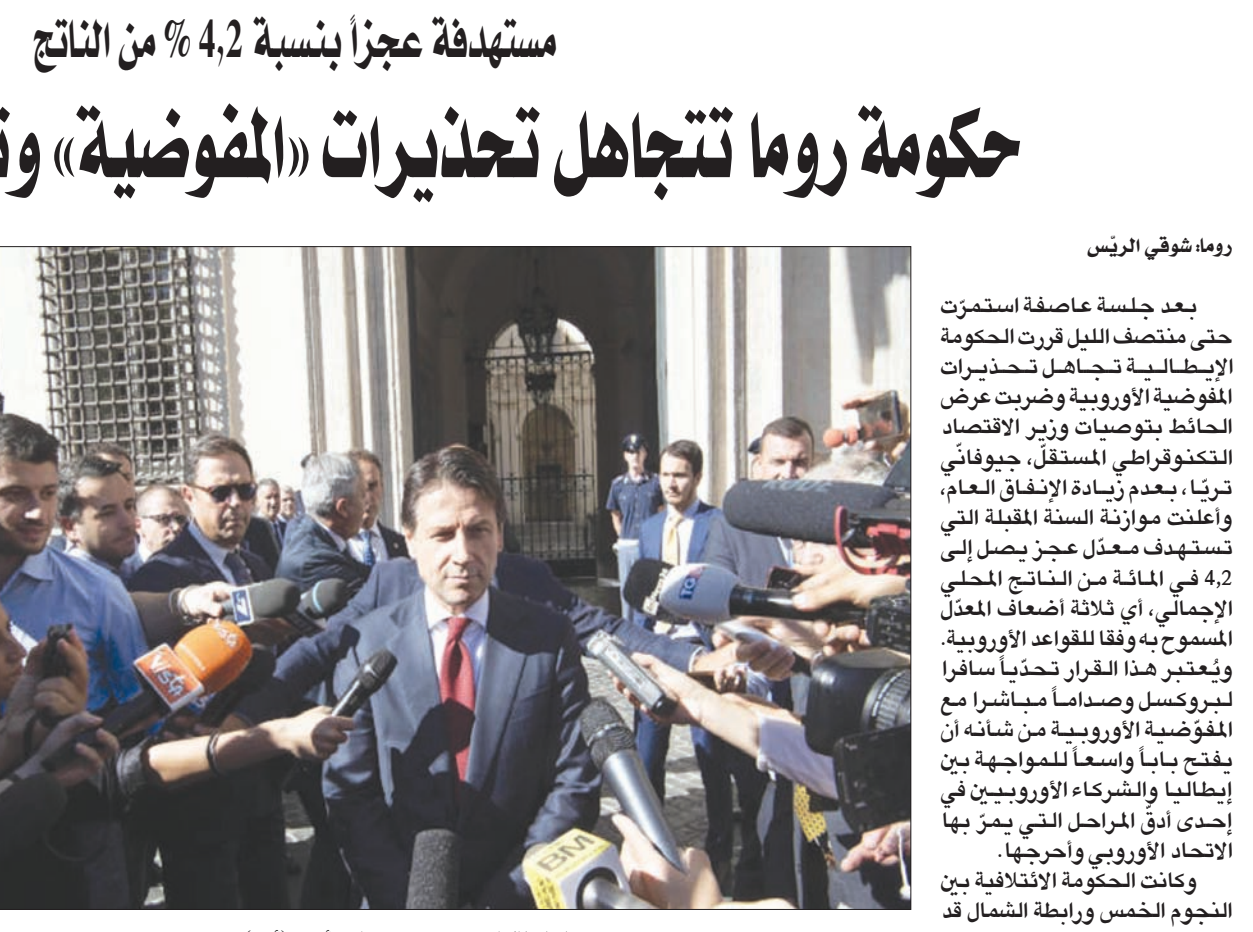 مستهدفة عجزاً بنسبة 4,2 % من الناتج
حكومة روما تتجاهل تحذيرات «المفوضية»
روما: شوقي الريّس
بعد جلسة عاصفة استمرّت
حتى منتصف الليل قررت الحكومة
الإيطالية تجاهل تحذيرات
المفوضية الأوروبية وضربت عرض
الحائط بتوصيات وزير الاقتصاد
التكنوقراطي المستقلّ، جيوفانّي
تريّا، بعدم زيادة الإنفاق العام،
وأعلنت موازنة السنة المقبلة التي
تستهدف معدّل عجز يصل إلى
4,2 في المائة من الناتج المحلي
الإجمالي، أي ثلاثة أضعاف المعدّل
المسموح به وفقا للقواعد الأوروبية.
ويُعتبر هذا القرار تحدّياً سافرا
لبروكسل وصداماً مباشرا مع
المفوّضية الأوروبية من شأنه أن
يفتح باباً واسعاً للمواجهة بين
إيطاليا والشركاء الأوروبيين في
إحدى أدقّ المراحل التي يمرّ بها
الاتحاد الأوروبي وأحرجها.
وكانت الحكومة الائتلافية بين
النجوم الخمس ورابطة الشمال قد
vista
vista
BM